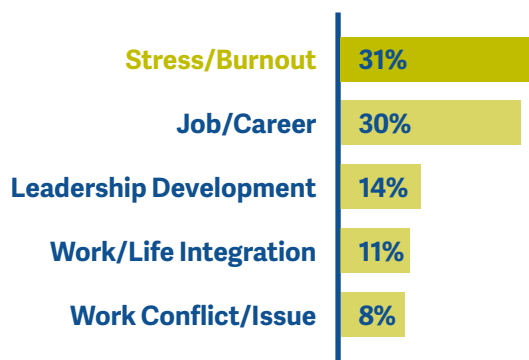 Stress/Burnout 31%
Job/Career 30%
Leadership Development 14%
Work/Life Integration 11%
Work Conflict/Issue 8%